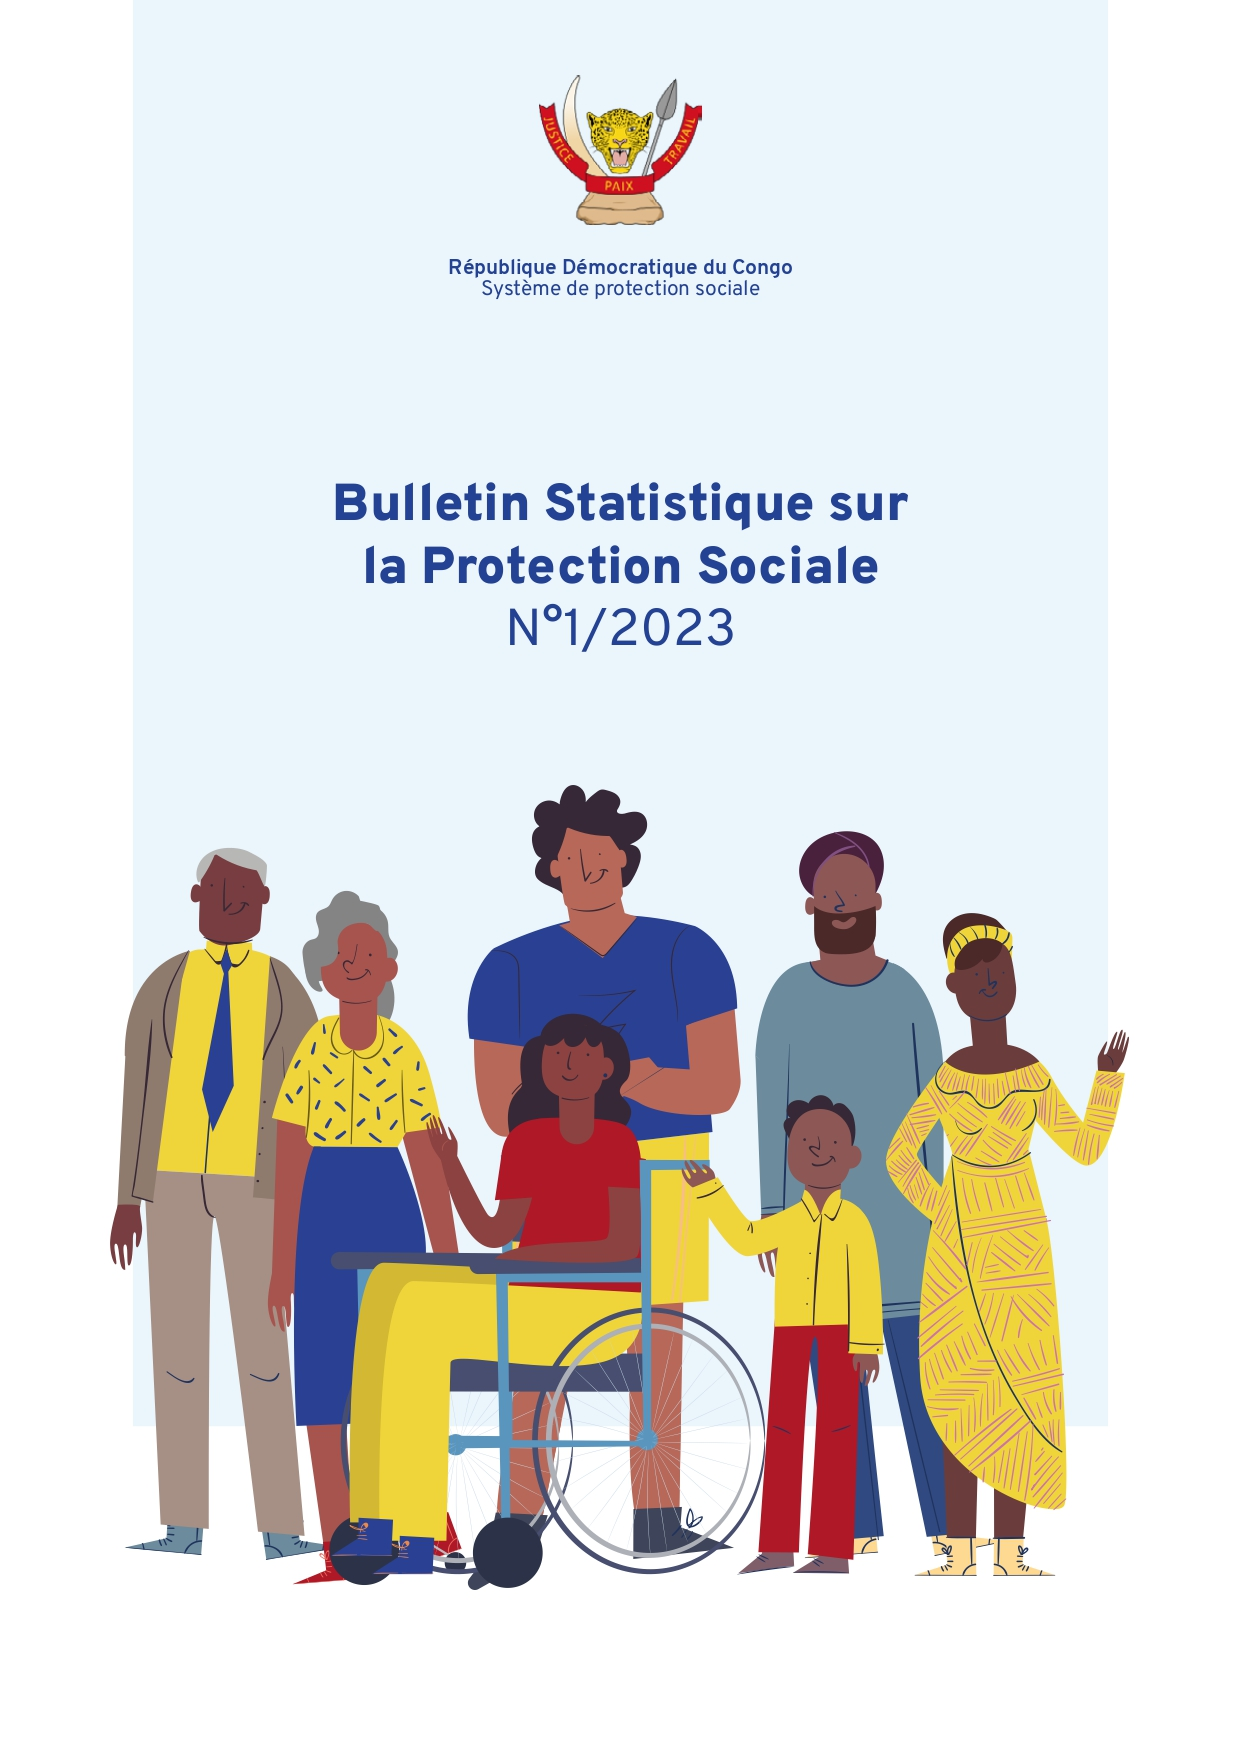 JUSTICE
PAIX
TRAVAIL
République Démocratique du Congo
Système de protection sociale
Bulletin Statistique sur
la Protection Sociale
N°1/2023